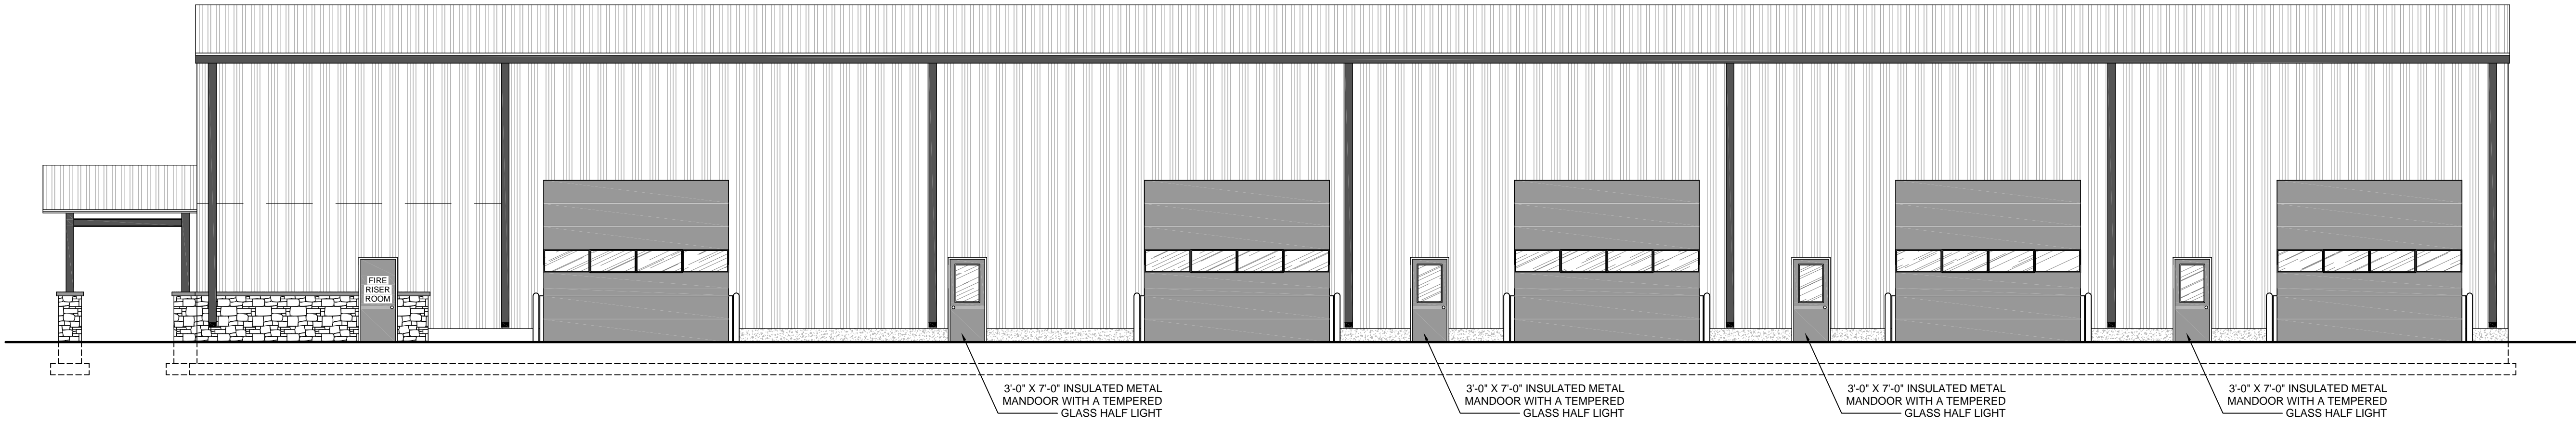 FIRE
RISER
ROOM
3'-0" X 7'-0" INSULATED METAL
MANDOOR WITH A TEMPERED
GLASS HALF LIGHT
3'-0" X 7'-0" INSULATED METAL
MANDOOR WITH A TEMPERED
GLASS HALF LIGHT
3'-0" X 7'-0" INSULATED METAL
MANDOOR WITH A TEMPERED
GLASS HALF LIGHT
3'-0" X 7'-0" INSULATED METAL
MANDOOR WITH A TEMPERED
GLASS HALF LIGHT